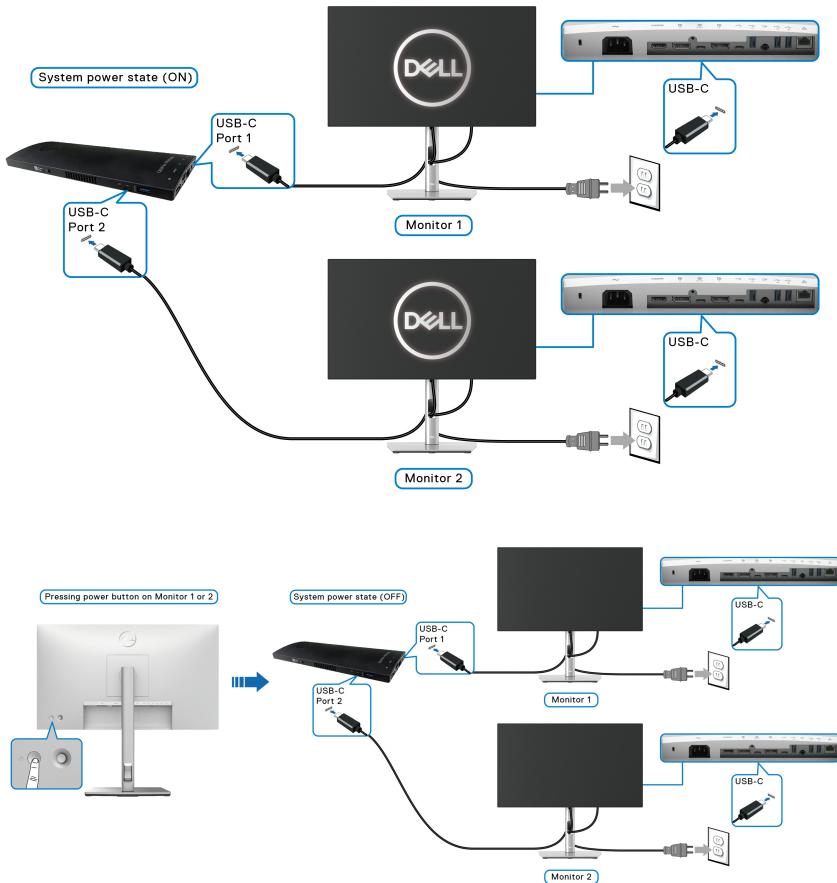 System power state (ON)
USB-C
Port 1
DELL
USB-C
Monitor 1
USB-C
Port 2
DELL
USB-C
Monitor 2
Pressing power button on Monitor 1 or 2
System power state (OFF)
USB-C
Port 1
USB-C
Monitor 1
USB-C
Port 2
USB-C
Monitor 2